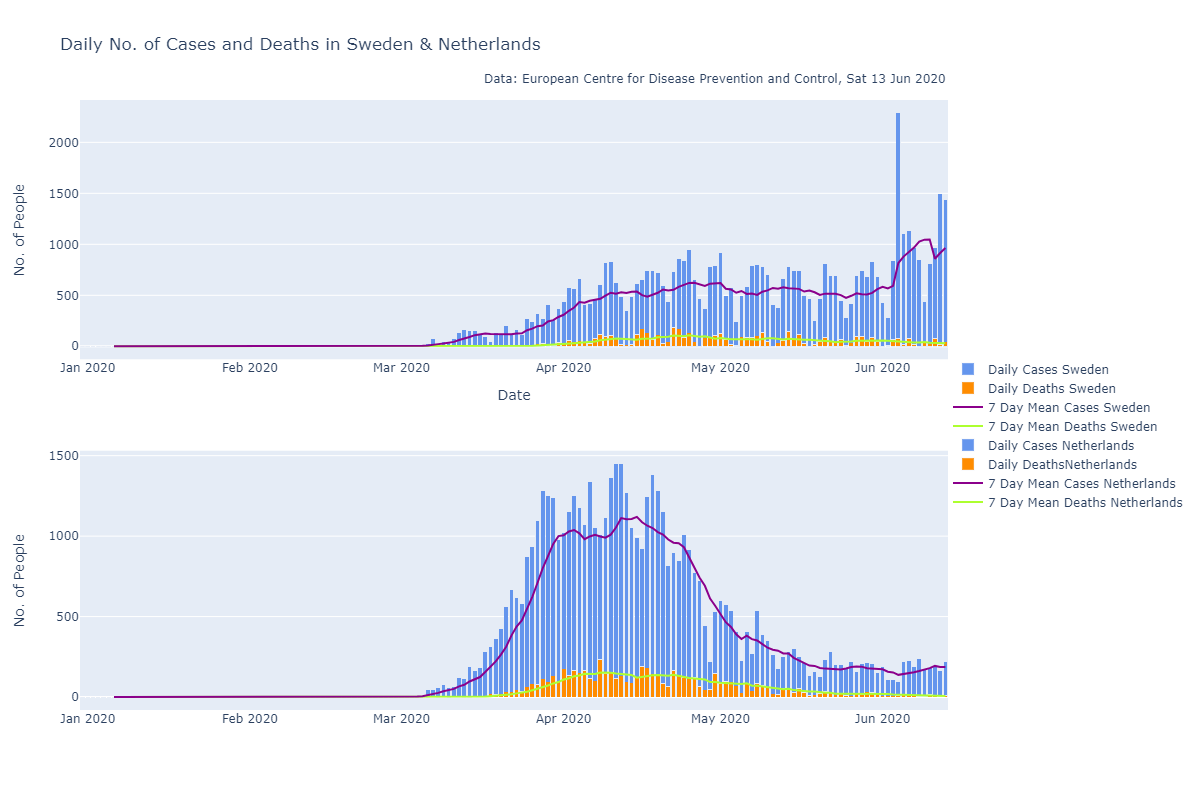 Daily No. of Cases and Deaths in Sweden & Netherlands
Data: European Centre for Disease Prevention and Control, Sat 13 Jun 2020
No. of People
2000
1500
1000
500
0
Jan 2020 Feb 2020 Mar 2020 Apr 2020 May 2020 Jun 2020
Date
Daily Cases Sweden
Daily Deaths Sweden
7 Day Mean Cases Sweden
7 Day Mean Deaths Sweden
Daily Cases Netherlands
Daily DeathsNetherlands
7 Day Mean Cases Netherlands
7 Day Mean Deaths Netherlands
No. of People
1500
1000
500
0
Jan 2020 Feb 2020 Mar 2020 Apr 2020 May 2020 Jun 2020